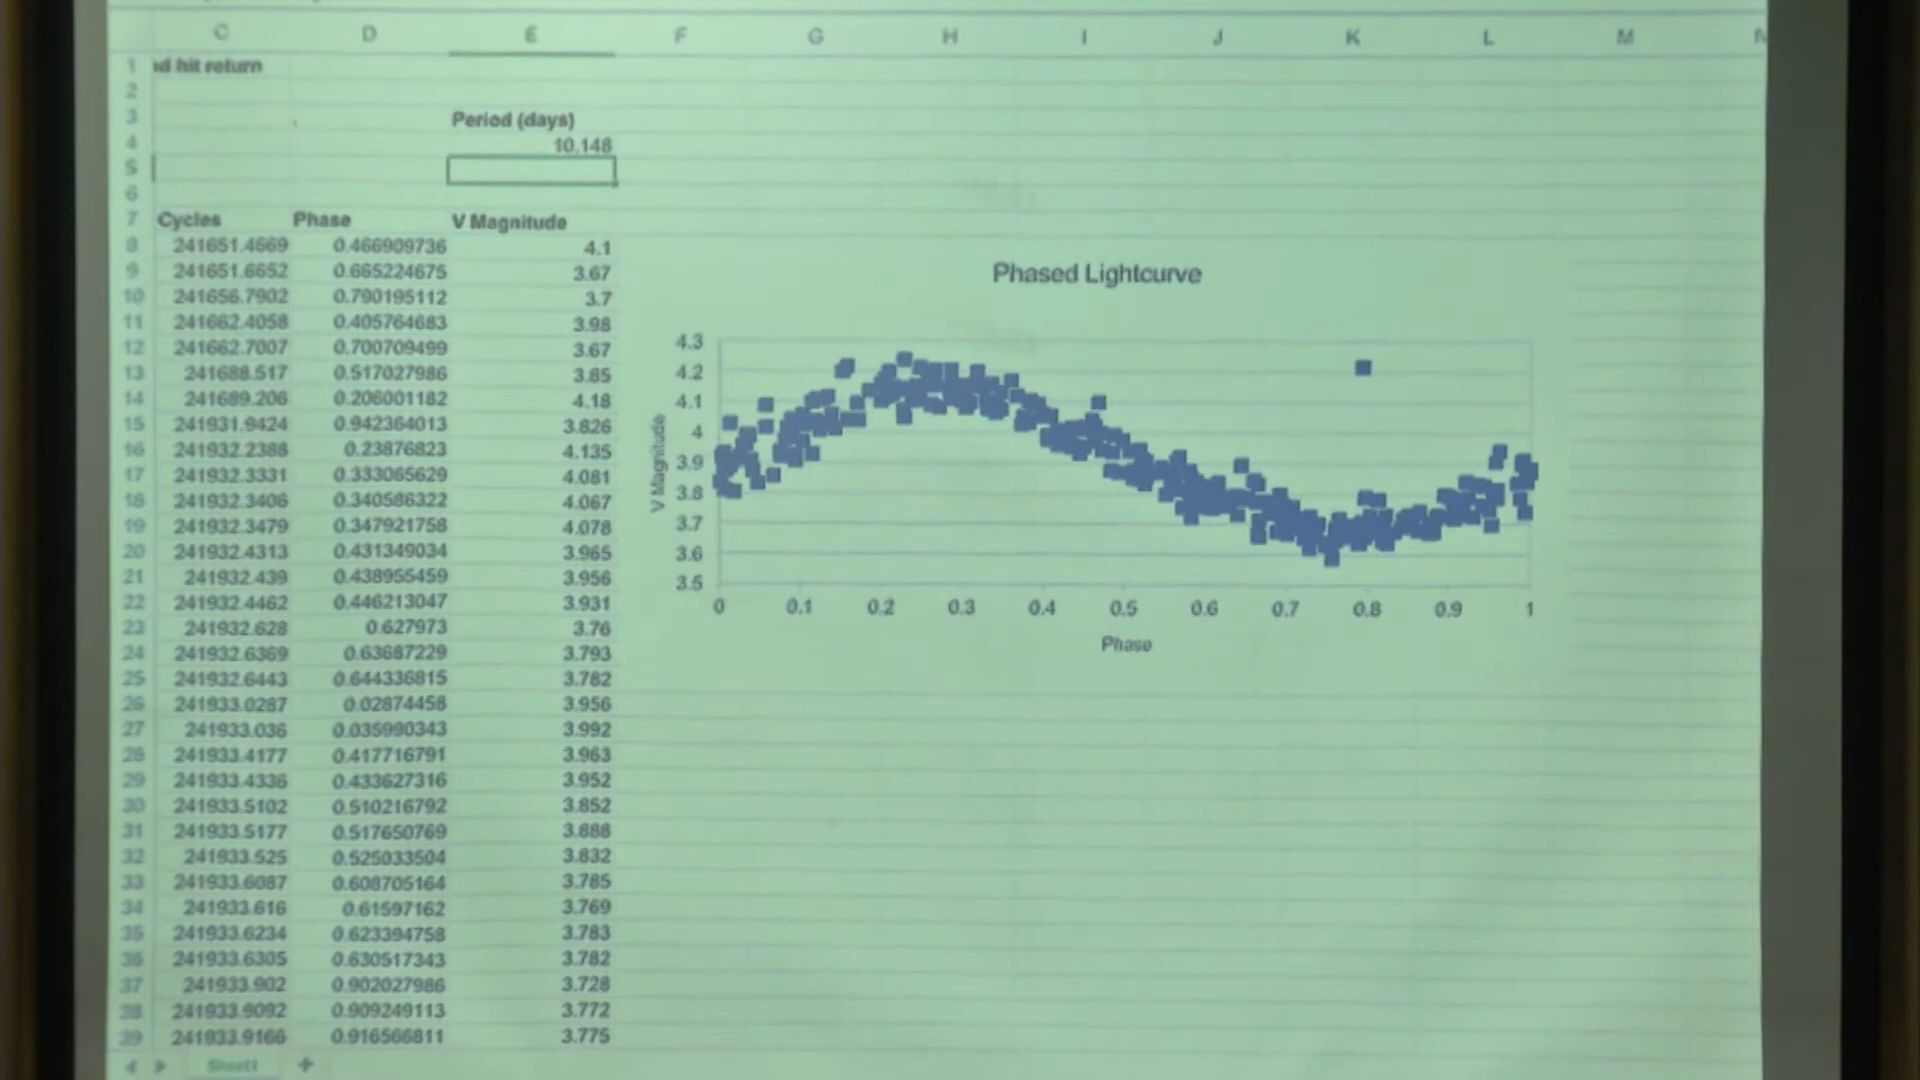 C D E F G H I J K L M
1 id hit return
2
3 Period (days)
4 10.148
5
6
7 Cycles Phase V Magnitude
8 241651.4669 0.466909736 4.1
9 241651.6652 0.665224675 3.67
10 241656.7902 0.790195112 3.7
11 241662.4058 0.405764683 3.98
12 241662.7007 0.700709499 3.67
13 241688.517 0.517027986 3.85
14 241689.206 0.206001182 4.18
15 241931.9424 0.942364013 3.826
16 241932.2388 0.23876823 4.135
17 241932.3331 0.333065629 4.081
18 241932.3406 0.340586322 4.067
19 241932.3479 0.347921758 4.078
20 241932.4313 0.431349034 3.965
21 241932.439 0.438955459 3.956
22 241932.4462 0.446213047 3.931
23 241932.628 0.627973 3.76
24 241932.6369 0.63687229 3.793
25 241932.6443 0.644336815 3.782
26 241933.0287 0.02874458 3.956
27 241933.036 0.035990343 3.992
28 241933.4177 0.417716791 3.963
29 241933.4336 0.433627316 3.952
30 241933.5102 0.510216792 3.852
31 241933.5177 0.517650769 3.888
32 241933.525 0.525033504 3.832
33 241933.6087 0.608705164 3.785
34 241933.616 0.61597162 3.769
35 241933.6234 0.623394758 3.783
36 241933.6305 0.630517343 3.782
37 241933.902 0.902027986 3.728
38 241933.9092 0.909249113 3.772
39 241933.9166 0.916566811 3.775
Sheet1 +
Phased Lightcurve
V Magnitude
4.3
4.2
4.1
4
3.9
3.8
3.7
3.6
3.5
0 0.1 0.2 0.3 0.4 0.5 0.6 0.7 0.8 0.9 1
Phase